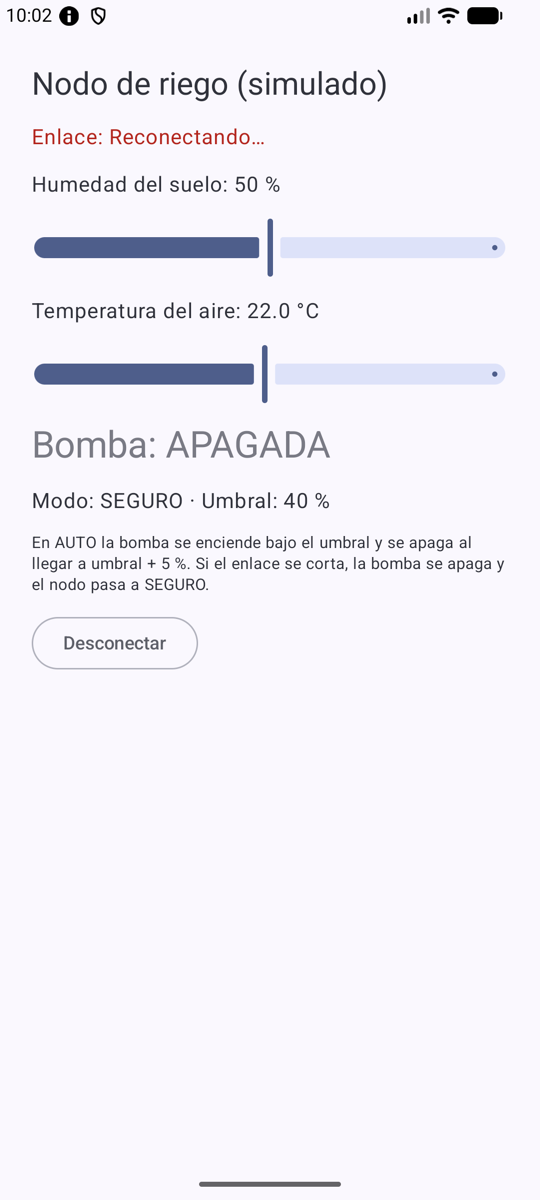 10:02
Nodo de riego (simulado)
Enlace: Reconectando…
Humedad del suelo: 50 %
Temperatura del aire: 22.0 °C
Bomba: APAGADA
Modo: SEGURO · Umbral: 40 %
En AUTO la bomba se enciende bajo el umbral y se apaga al
llegar a umbral + 5 %. Si el enlace se corta, la bomba se apaga y
el nodo pasa a SEGURO.
Desconectar